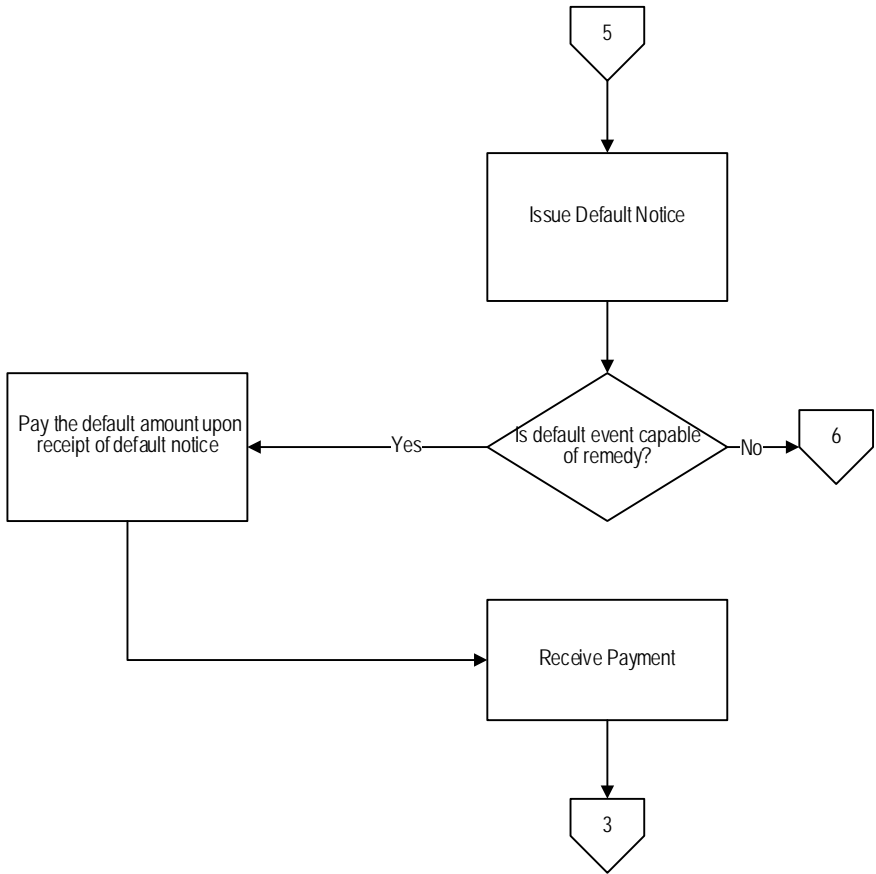 5
Issue Default Notice
Pay the default amount upon
receipt of default notice
Yes
Is default event capable
of remedy?
No
6
Receive Payment
3